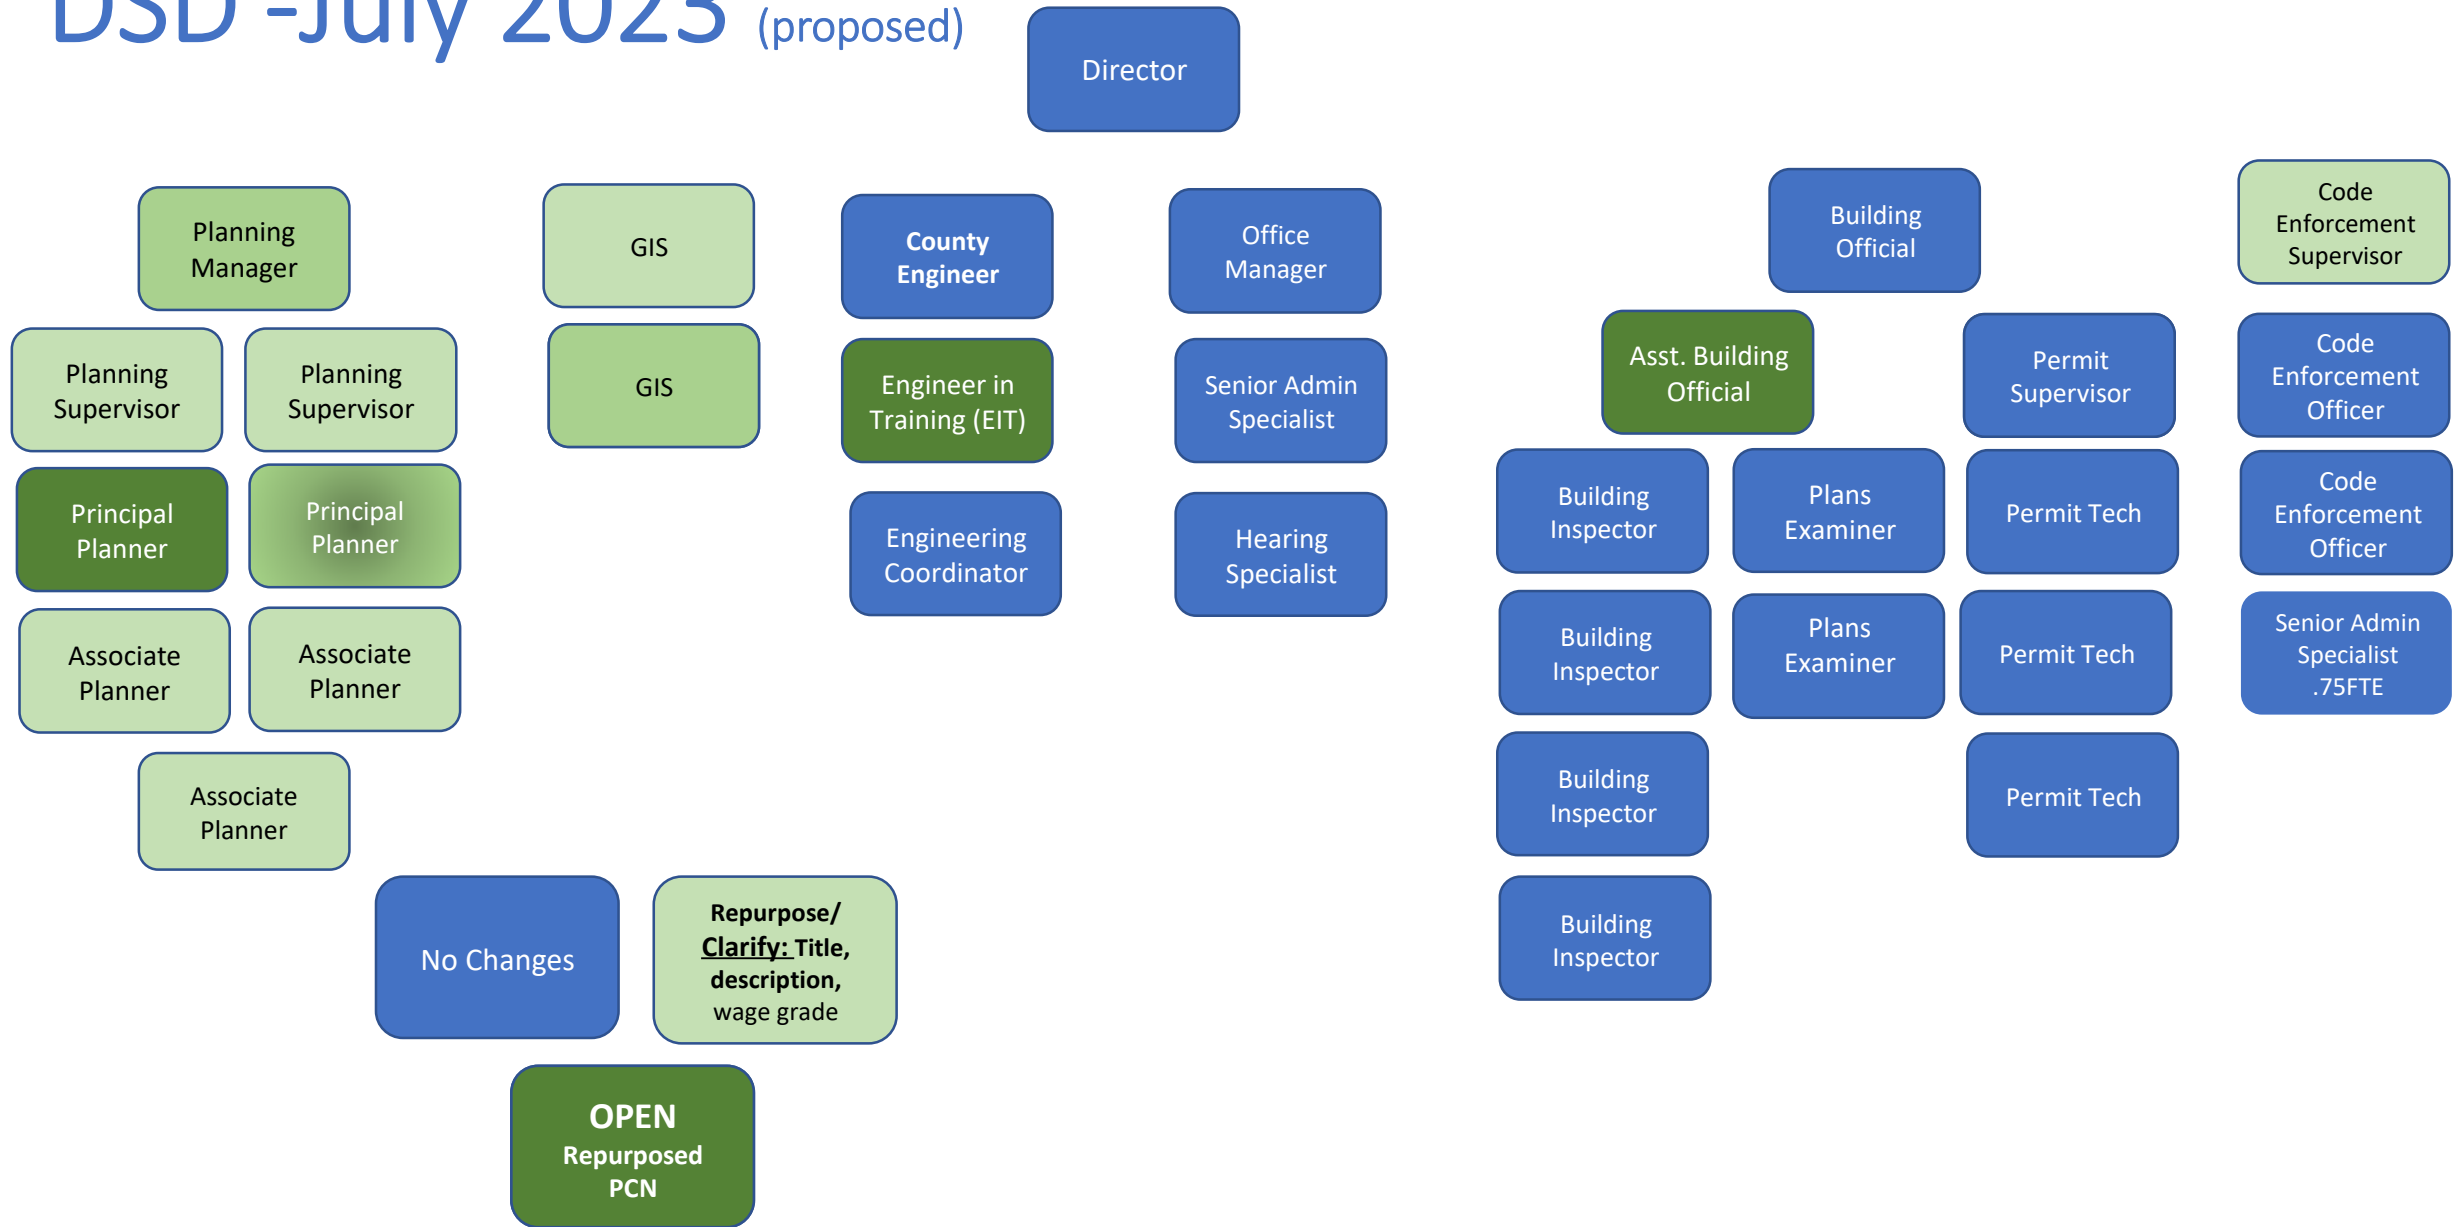 DSD -July 2023 (proposed)
Director
Planning
Manager
GIS
County
Engineer
Office
Manager
Building
Official
Code
Enforcement
Supervisor
Planning
Supervisor
Planning
Supervisor
GIS
Engineer in
Training (EIT)
Senior Admin
Specialist
Asst. Building
Official
Permit
Supervisor
Code
Enforcement
Officer
Principal
Planner
Principal
Planner
Engineering
Coordinator
Hearing
Specialist
Building
Inspector
Plans
Examiner
Permit Tech
Code
Enforcement
Officer
Associate
Planner
Associate
Planner
Building
Inspector
Plans
Examiner
Permit Tech
Senior Admin
Specialist
.75FTE
Associate
Planner
Building
Inspector
Permit Tech
No Changes
Repurpose/
Clarify: Title,
description,
wage grade
Building
Inspector
OPEN
Repurposed
PCN